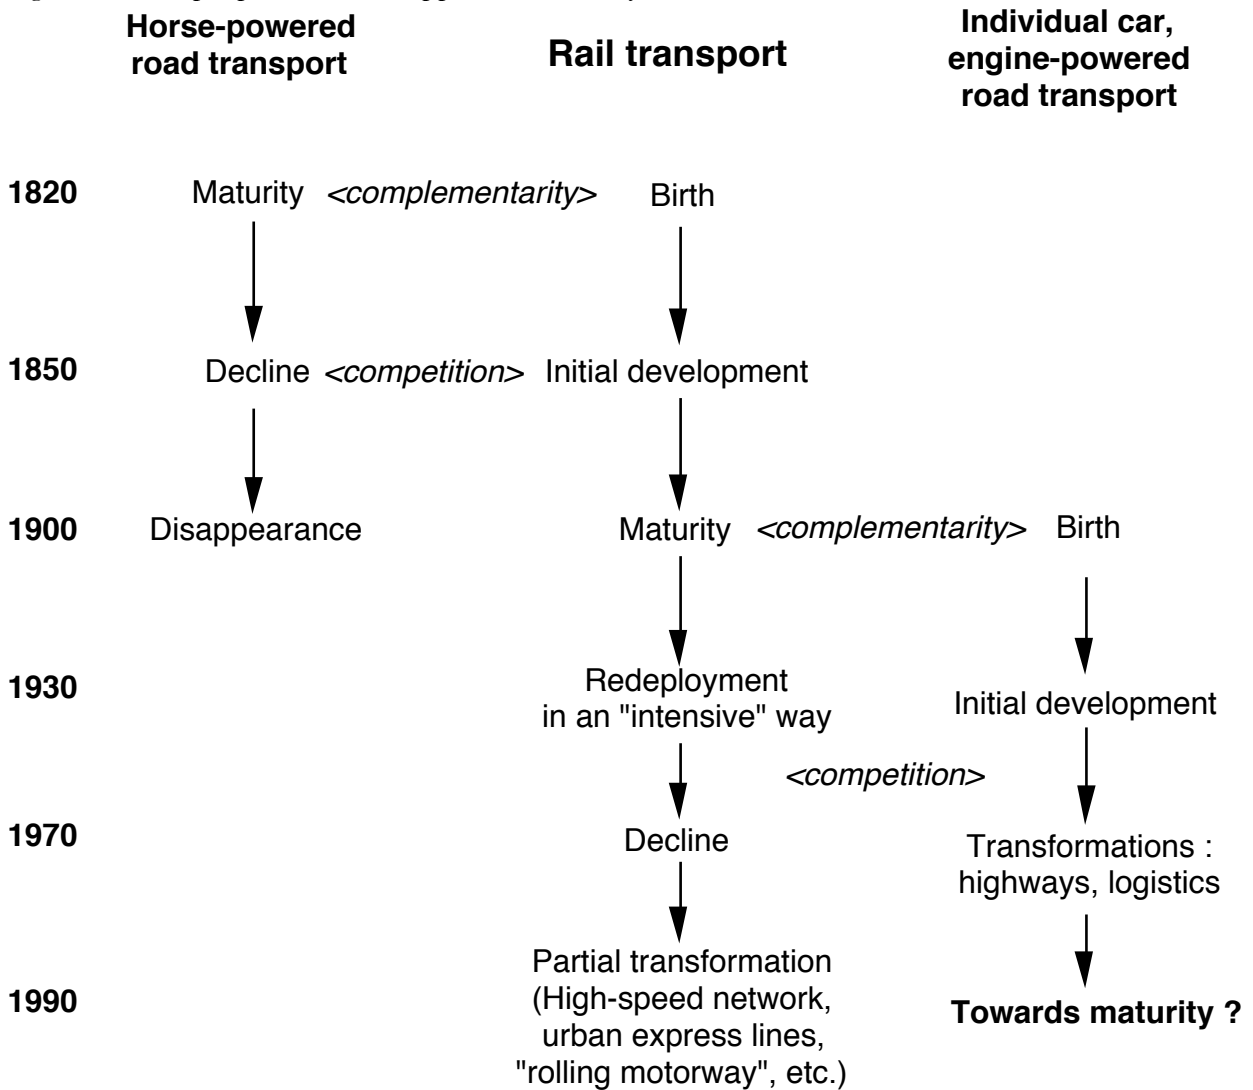 Horse-powered
road transport
Rail transport
Individual car,
engine-powered
road transport
1820 Maturity <complementarity> Birth
1850 Decline <competition> Initial development
1900 Disappearance Maturity <complementarity> Birth
1930 Redeployment
in an "intensive" way
Initial development
<competition>
1970 Decline
Transformations :
highways, logistics
1990 Partial transformation
(High-speed network,
urban express lines,
"rolling motorway", etc.)
Towards maturity ?